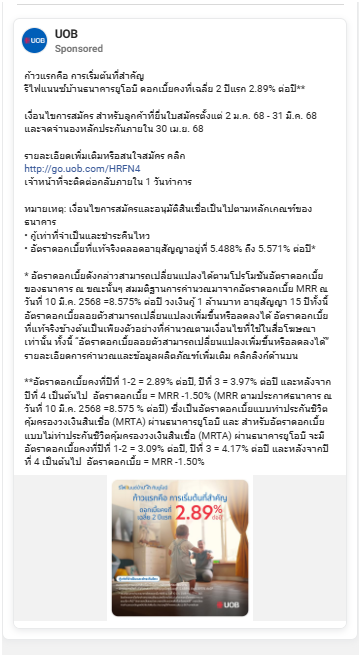 UOB
UOB
Sponsored
ก้าวแรกคือ การเริ่มต้นที่สำคัญ
รีไฟแนนซ์บ้านธนาคารยูโอบี ดอกเบี้ยคงที่เฉลี่ย 2 ปีแรก 2.89% ต่อปี**
เงื่อนไขการสมัคร สำหรับลูกค้าที่ยื่นใบสมัครตั้งแต่ 2 ม.ค. 68 - 31 มี.ค. 68
และจดจำนองหลักประกันภายใน 30 เม.ย. 68
รายละเอียดเพิ่มเติมหรือสนใจสมัคร คลิก
http://go.uob.com/HRFN4
เจ้าหน้าที่จะติดต่อกลับภายใน 1 วันทำการ
หมายเหตุ: เงื่อนไขการสมัครและอนุมัติสินเชื่อเป็นไปตามหลักเกณฑ์ของ
ธนาคาร
• กู้เท่าที่จำเป็นและชำระคืนไหว
• อัตราดอกเบี้ยที่แท้จริงตลอดอายุสัญญาอยู่ที่ 5.488% ถึง 5.571% ต่อปี*
* อัตราดอกเบี้ยดังกล่าวสามารถเปลี่ยนแปลงได้ตามโปรโมชันอัตราดอกเบี้ย
ของธนาคาร ณ ขณะนั้นๆ สมมติฐานการคำนวณมาจากอัตราดอกเบี้ย MRR ณ
วันที่ 10 มี.ค. 2568 =8.575% ต่อปี วงเงินกู้ 1 ล้านบาท อายุสัญญา 15 ปีทั้งนี้
อัตราดอกเบี้ยลอยตัวสามารถเปลี่ยนแปลงเพิ่มขึ้นหรือลดลงได้ อัตราดอกเบี้ย
ที่แท้จริงข้างต้นเป็นเพียงตัวอย่างที่คำนวณตามเงื่อนไขที่ใช้ในสื่อโฆษณา
เท่านั้น ทั้งนี้ "อัตราดอกเบี้ยลอยตัวสามารถเปลี่ยนแปลงเพิ่มขึ้นหรือลดลงได้"
รายละเอียดการคำนวณและข้อมูลผลิตภัณฑ์เพิ่มเติม คลิกลิงก์ด้านบน
**อัตราดอกเบี้ยคงที่ปีที่ 1-2 = 2.89% ต่อปี, ปีที่ 3 = 3.97% ต่อปี และหลังจาก
ปีที่ 4 เป็นต้นไป อัตราดอกเบี้ย = MRR -1.50% (MRR ตามประกาศธนาคาร ณ
วันที่ 10 มี.ค. 2568 =8.575 % ต่อปี) ซึ่งเป็นอัตราดอกเบี้ยแบบทำประกันชีวิต
คุ้มครองวงเงินสินเชื่อ (MRTA) ผ่านธนาคารยูโอบี และ สำหรับอัตราดอกเบี้ย
แบบไม่ทำประกันชีวิตคุ้มครองวงเงินสินเชื่อ (MRTA) ผ่านธนาคารยูโอบี จะมี
อัตราดอกเบี้ยคงที่ปีที่ 1-2 = 3.09% ต่อปี, ปีที่ 3 = 4.17% ต่อปี และหลังจากปี
ที่ 4 เป็นต้นไป อัตราดอกเบี้ย = MRR -1.50%
ก้าวแรกคือ การเริ่มต้นที่สำคัญ
ดอกเบี้ยคงที่
เฉลี่ย 2 ปีแรก 2.89% ต่อปี
UOB